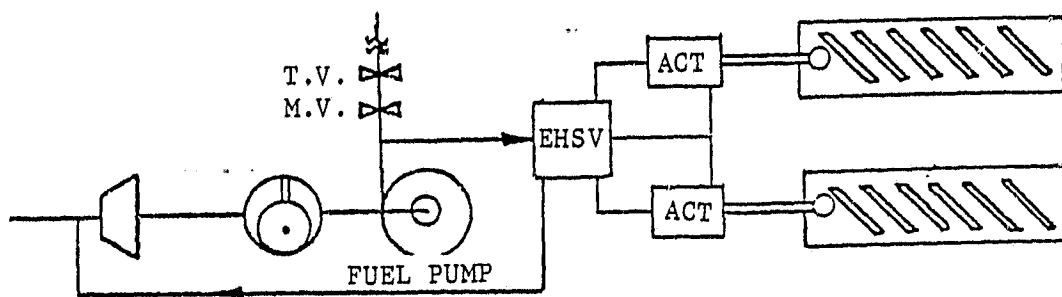 ACT
T.V.
M.V.
EHSV
ACT
FUEL PUMP